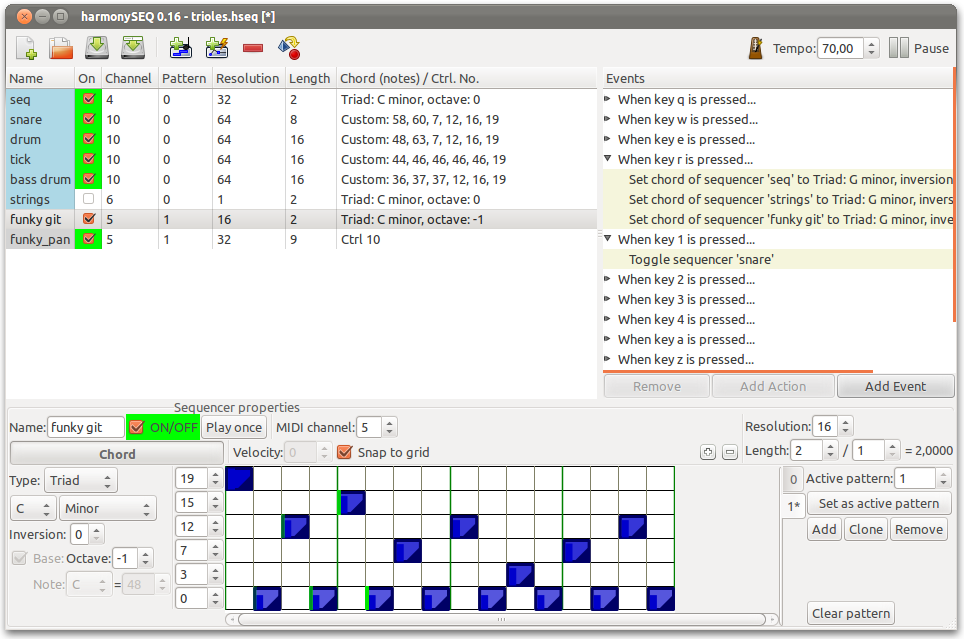 harmonySEQ 0.16 - trioles.hseq [*]
Tempo: 70,00 Pause
Name On Channel Pattern Resolution Length Chord (notes) / Ctrl. No.
seq 4 0 32 2 Triad: C minor, octave: 0
snare 10 0 64 8 Custom: 58, 60, 7, 12, 16, 19
drum 10 0 64 16 Custom: 48, 63, 7, 12, 16, 19
tick 10 0 64 16 Custom: 44, 46, 46, 46, 46, 19
bass drum 10 0 64 16 Custom: 36, 37, 37, 12, 16, 19
strings 6 0 1 2 Triad: C minor, octave: 0
funky git 5 1 16 2 Triad: C minor, octave: -1
funky_pan 5 1 32 9 Ctrl 10
Events
When key q is pressed...
When key w is pressed...
When key e is pressed...
When key r is pressed...
Set chord of sequencer 'seq' to Triad: G minor, inversion
Set chord of sequencer 'strings' to Triad: G minor, invers
Set chord of sequencer 'funky git' to Triad: G minor, inve
When key 1 is pressed...
Toggle sequencer 'snare'
When key 2 is pressed...
When key 3 is pressed...
When key 4 is pressed...
When key a is pressed...
When key z is pressed...
Remove Add Action Add Event
Sequencer properties
Name: funky git ON/OFF Play once MIDI channel: 5 Resolution: 16
Chord Velocity: 0 Snap to grid Length: 2 / 1 = 2,0000
Type: Triad
C Minor
Inversion: 0
Base: Octave: -1
Note: C = 48
19
15
12
7
3
0
0
1*
Active pattern: 1
Set as active pattern
Add Clone Remove
Clear pattern